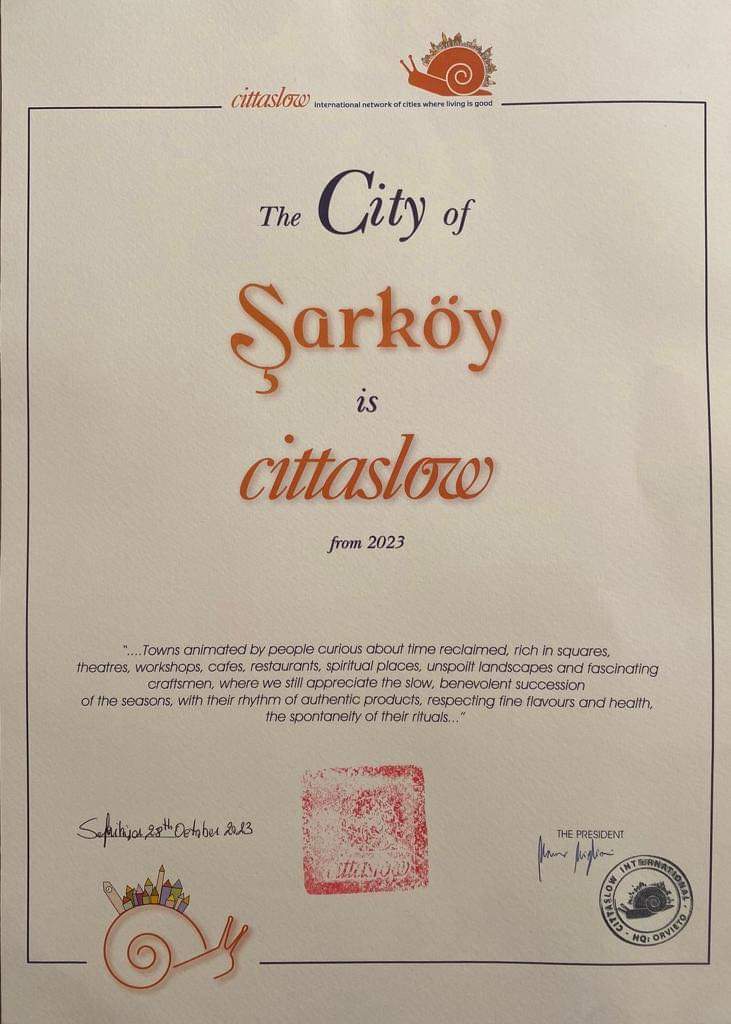 cittaslow international network of cities where living is good
The City of
Şarköy
is
cittaslow
from 2023
"....Towns animated by people curious about time reclaimed, rich in squares,
theatres, workshops, cafes, restaurants, spiritual places, unspoilt landscapes and fascinating
craftsmen, where we still appreciate the slow, benevolent succession
of the seasons, with their rhythm of authentic products, respecting fine flavours and health,
the spontaneity of their rituals..."
28th October 2023
cittaslow
THE PRESIDENT
CITTASLOW INTERNATIONAL · HQ: ORVIETO ·